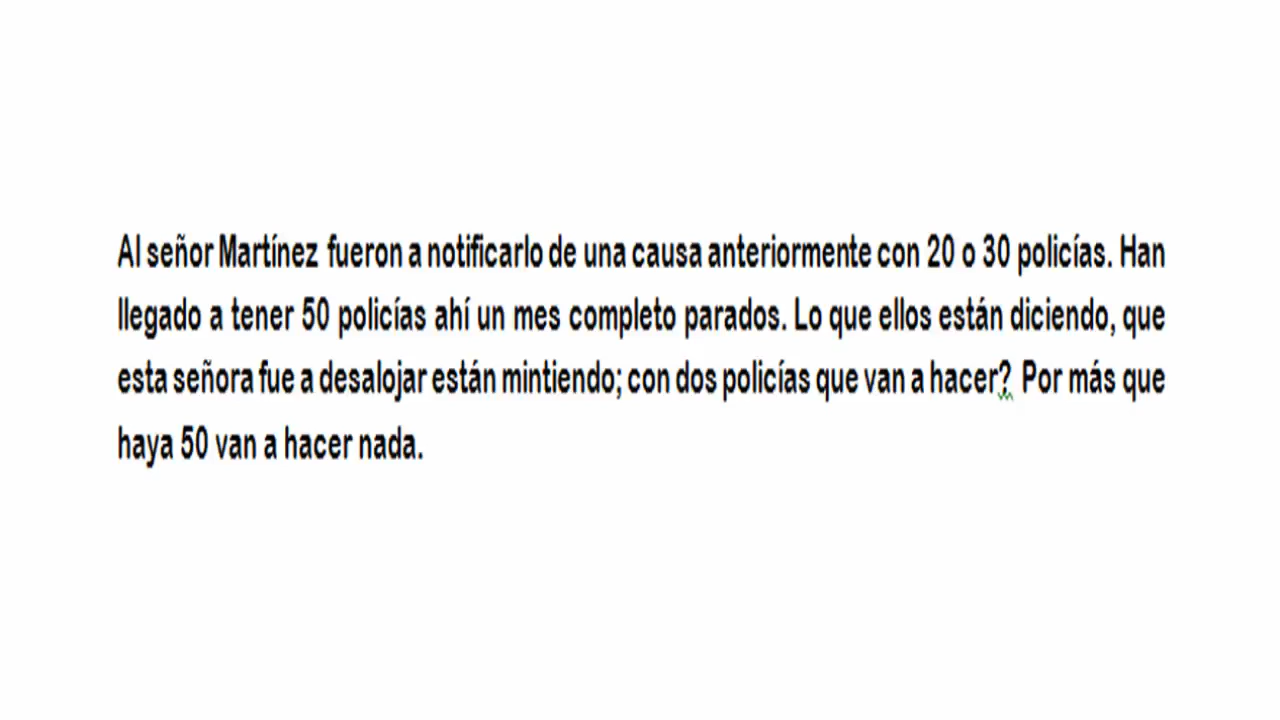 Al señor Martínez fueron a notificarlo de una causa anteriormente con 20 o 30 policías. Han
llegado a tener 50 policías ahí un mes completo parados. Lo que ellos están diciendo, que
esta señora fue a desalojar están mintiendo; con dos policías que van a hacer? Por más que
haya 50 van a hacer nada.